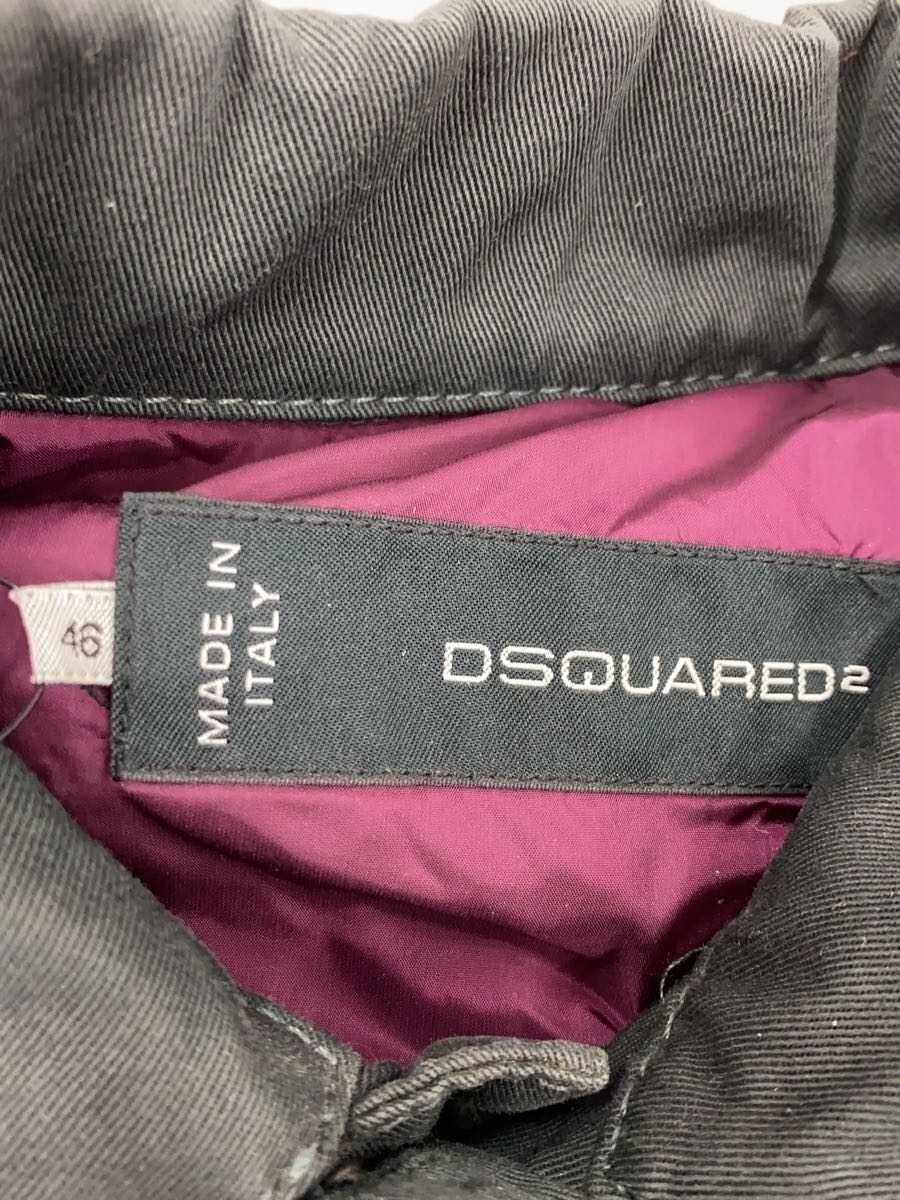 46
MADE IN
ITALY
DSQUARED²